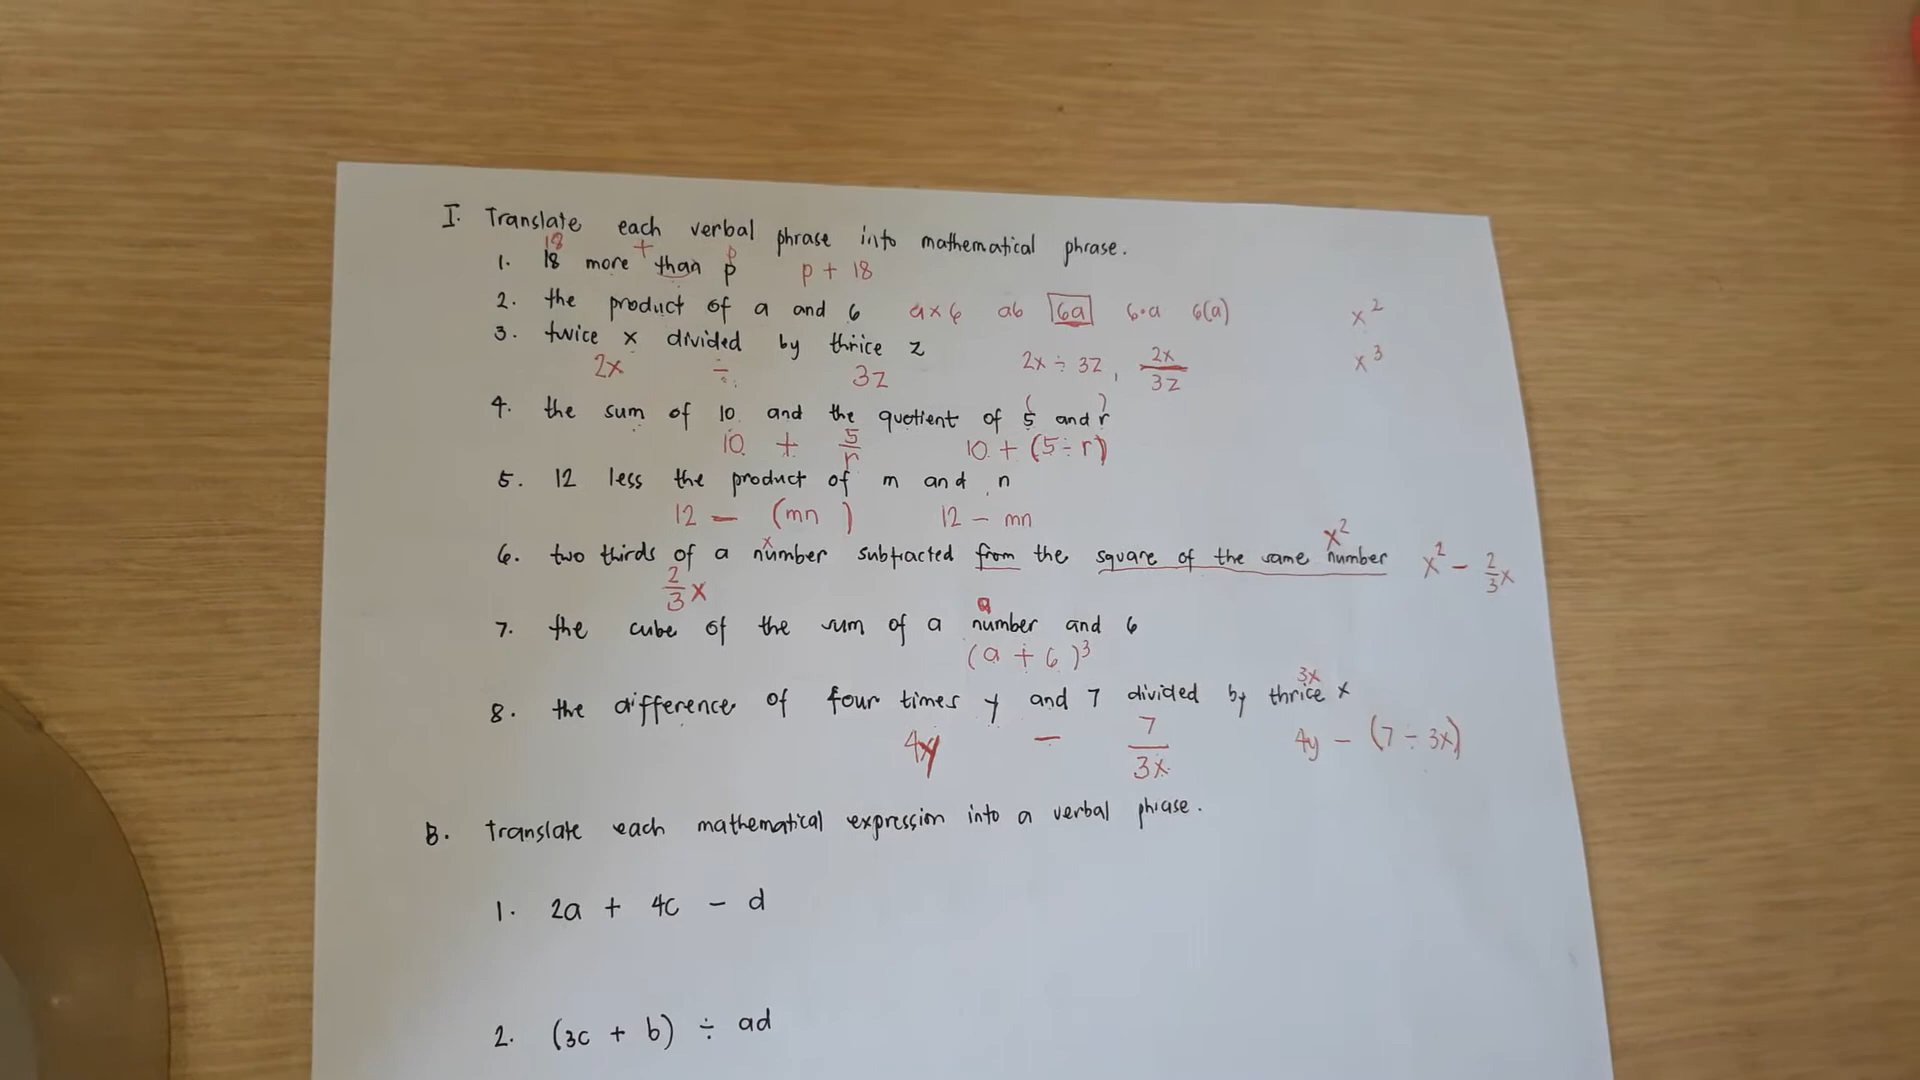 I. Translate each verbal phrase into mathematical phrase.
18 + p
1. 18 more than p p + 18
2. the product of a and 6 a×6 a6 6a 6·a 6(a) x²
3. twice x divided by thrice z 2x ÷ 3z , 2x/3z x³
2x ÷ 3z
4. the sum of 10 and the quotient of (5 and r)
10 + 5/r 10 + (5 ÷ r)
5. 12 less the product of m and n
12 − (mn) 12 − mn
x x²
6. two thirds of a number subtracted from the square of the same number x² − 2/3x
2/3x
a
7. the cube of the sum of a number and 6
(a + 6)³
3x
8. the difference of four times y and 7 divided by thrice x
4y − 7/3x 4y − (7 ÷ 3x)
B. Translate each mathematical expression into a verbal phrase.
1. 2a + 4c − d
2. (3c + b) ÷ ad